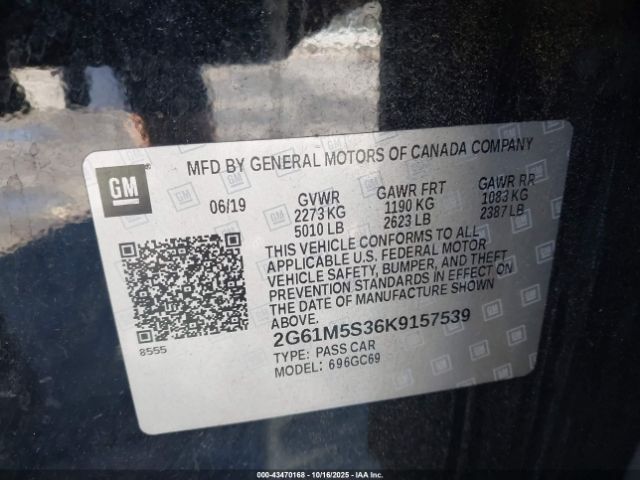 GM
MFD BY GENERAL MOTORS OF CANADA COMPANY
06/19 GVWR GAWR FRT GAWR RR
2273 KG 1190 KG 1083 KG
5010 LB 2623 LB 2387 LB
THIS VEHICLE CONFORMS TO ALL
APPLICABLE U.S. FEDERAL MOTOR
VEHICLE SAFETY, BUMPER, AND THEFT
PREVENTION STANDARDS IN EFFECT ON
THE DATE OF MANUFACTURE SHOWN
ABOVE.
8555
2G61M5S36K9157539
TYPE: PASS CAR
MODEL: 696GC69
000-43470168 - 10/16/2025 - IAAI.CA